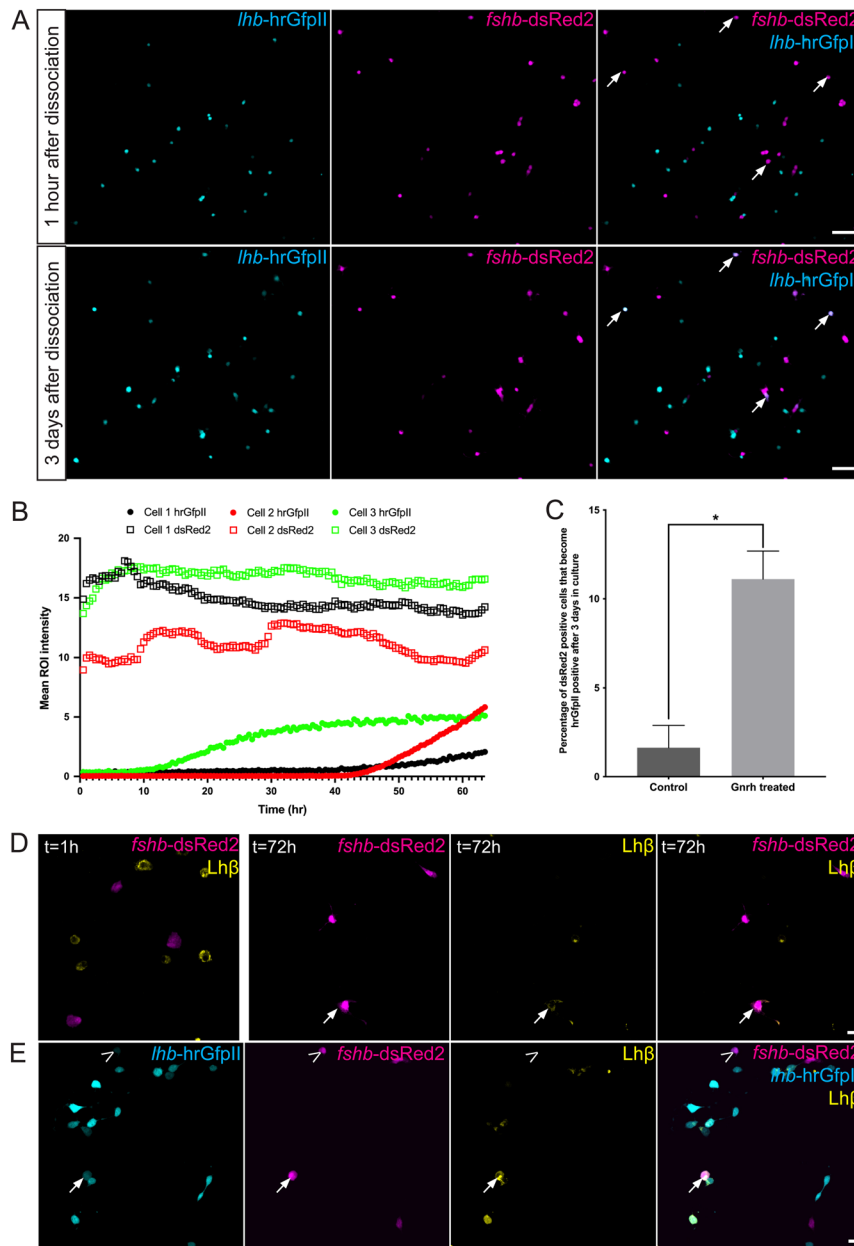 A
lhb-hrGfpII
fshb-dsRed2
fshb-dsRed2
lhb-hrGfpI
1 hour after dissociation
lhb-hrGfpII
fshb-dsRed2
fshb-dsRed2
lhb-hrGfpI
3 days after dissociation
B
Cell 1 hrGfpII
Cell 2 hrGfpII
Cell 3 hrGfpII
Cell 1 dsRed2
Cell 2 dsRed2
Cell 3 dsRed2
Mean ROI intensity
20
15
10
5
0
0 10 20 30 40 50 60
Time (hr)
C
Percentage of dsRed2 positive cells that become
hrGfpII positive after 3 days in culture
15
10
5
0
*
Control
Gnrh treated
D
t=1h
fshb-dsRed2
Lhβ
t=72h
fshb-dsRed2
t=72h
Lhβ
t=72h
fshb-dsRed2
Lhβ
E
lhb-hrGfpII
fshb-dsRed2
Lhβ
fshb-dsRed2
lhb-hrGfpI
Lhβ